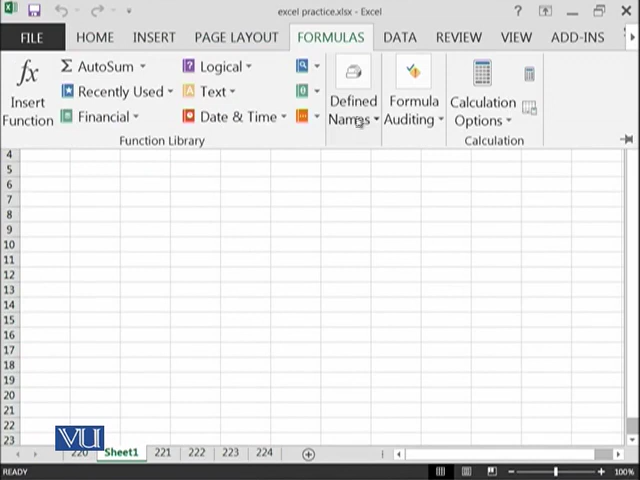 excel practice.xlsx - Excel
FILE HOME INSERT PAGE LAYOUT FORMULAS DATA REVIEW VIEW ADD-INS
fx Insert Function
Σ AutoSum
Recently Used
Financial
Logical
Text
Date & Time
Defined Names
Formula Auditing
Calculation Options
Function Library
Calculation
4
5
6
7
8
9
10
11
12
13
14
15
16
17
18
19
20
21
22
23
VU
220 Sheet1 221 222 223 224
READY
100%